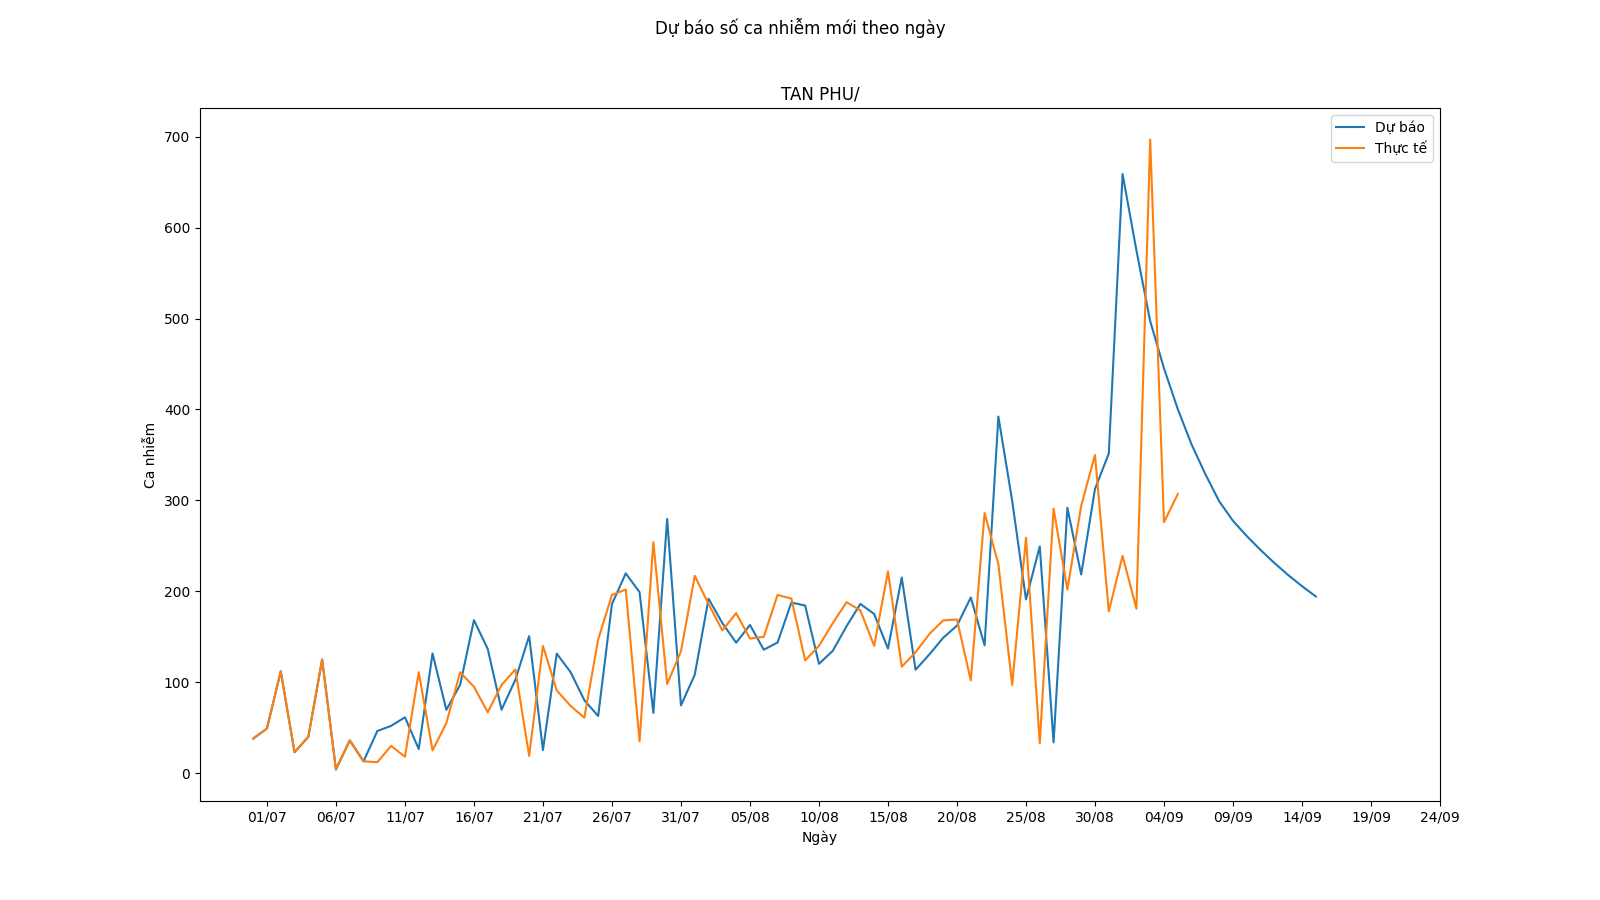 Dự báo số ca nhiễm mới theo ngày
TAN PHU/
Dự báo
Thực tế
700
600
500
400
300
200
100
0
Ca nhiễm
01/07 06/07 11/07 16/07 21/07 26/07 31/07 05/08 10/08 15/08 20/08 25/08 30/08 04/09 09/09 14/09 19/09 24/09
Ngày